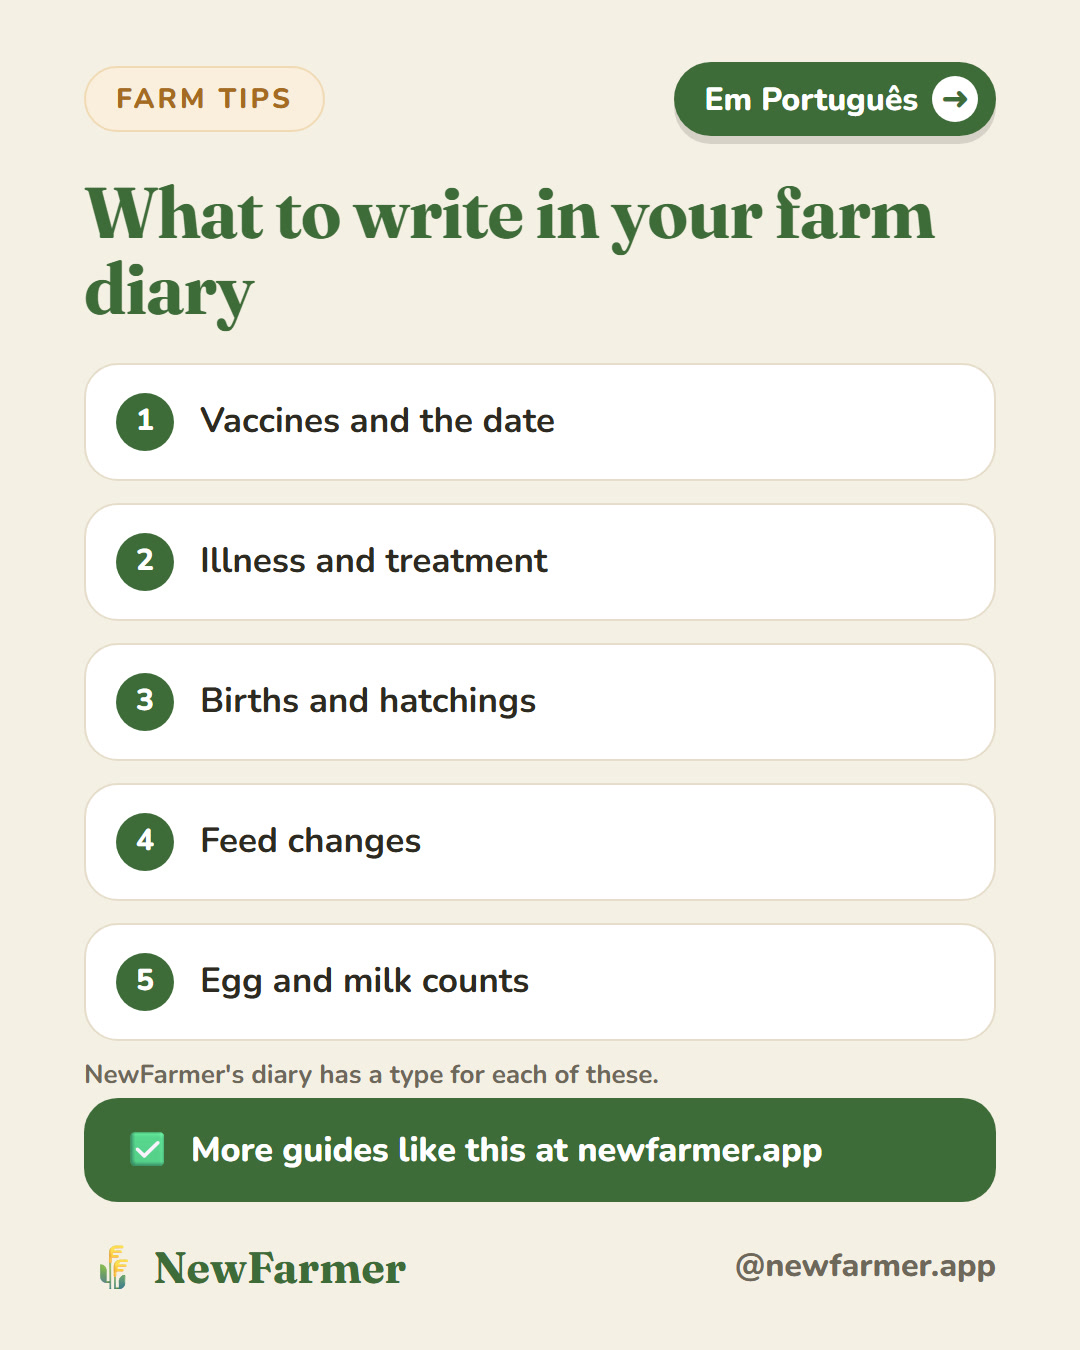 FARM TIPS
Em Português
What to write in your farm
diary
1 Vaccines and the date
2 Illness and treatment
3 Births and hatchings
4 Feed changes
5 Egg and milk counts
NewFarmer's diary has a type for each of these.
More guides like this at newfarmer.app
NewFarmer
@newfarmer.app